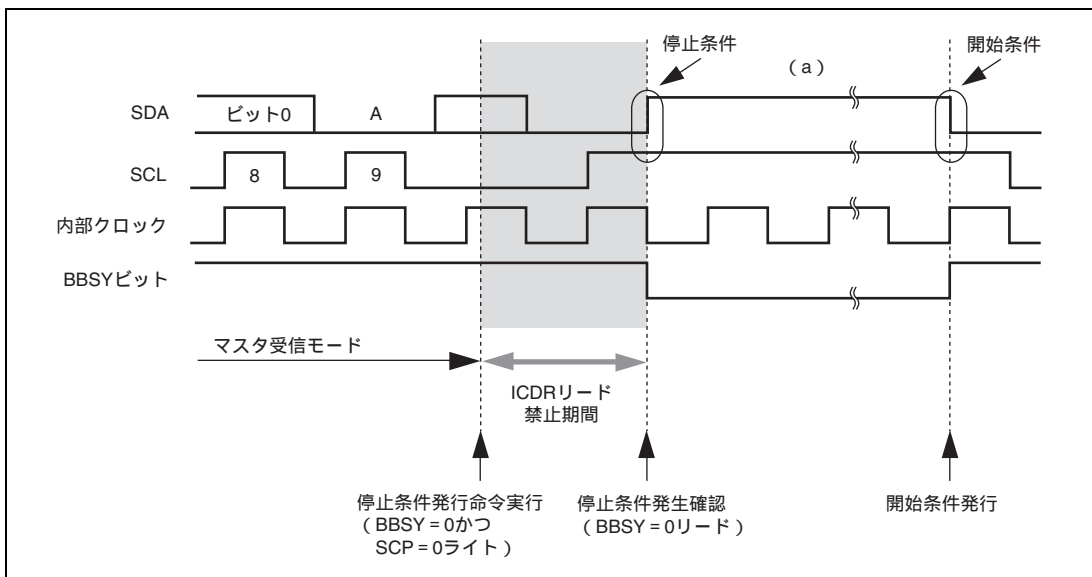 停止条件
(a)
開始条件
SDA
ビット0
A
SCL
8
9
内部クロック
BBSYビット
マスタ受信モード
ICDRリード
禁止期間
停止条件発行命令実行
(BBSY = 0かつ
SCP = 0ライト)
停止条件発生確認
(BBSY = 0リード)
開始条件発行